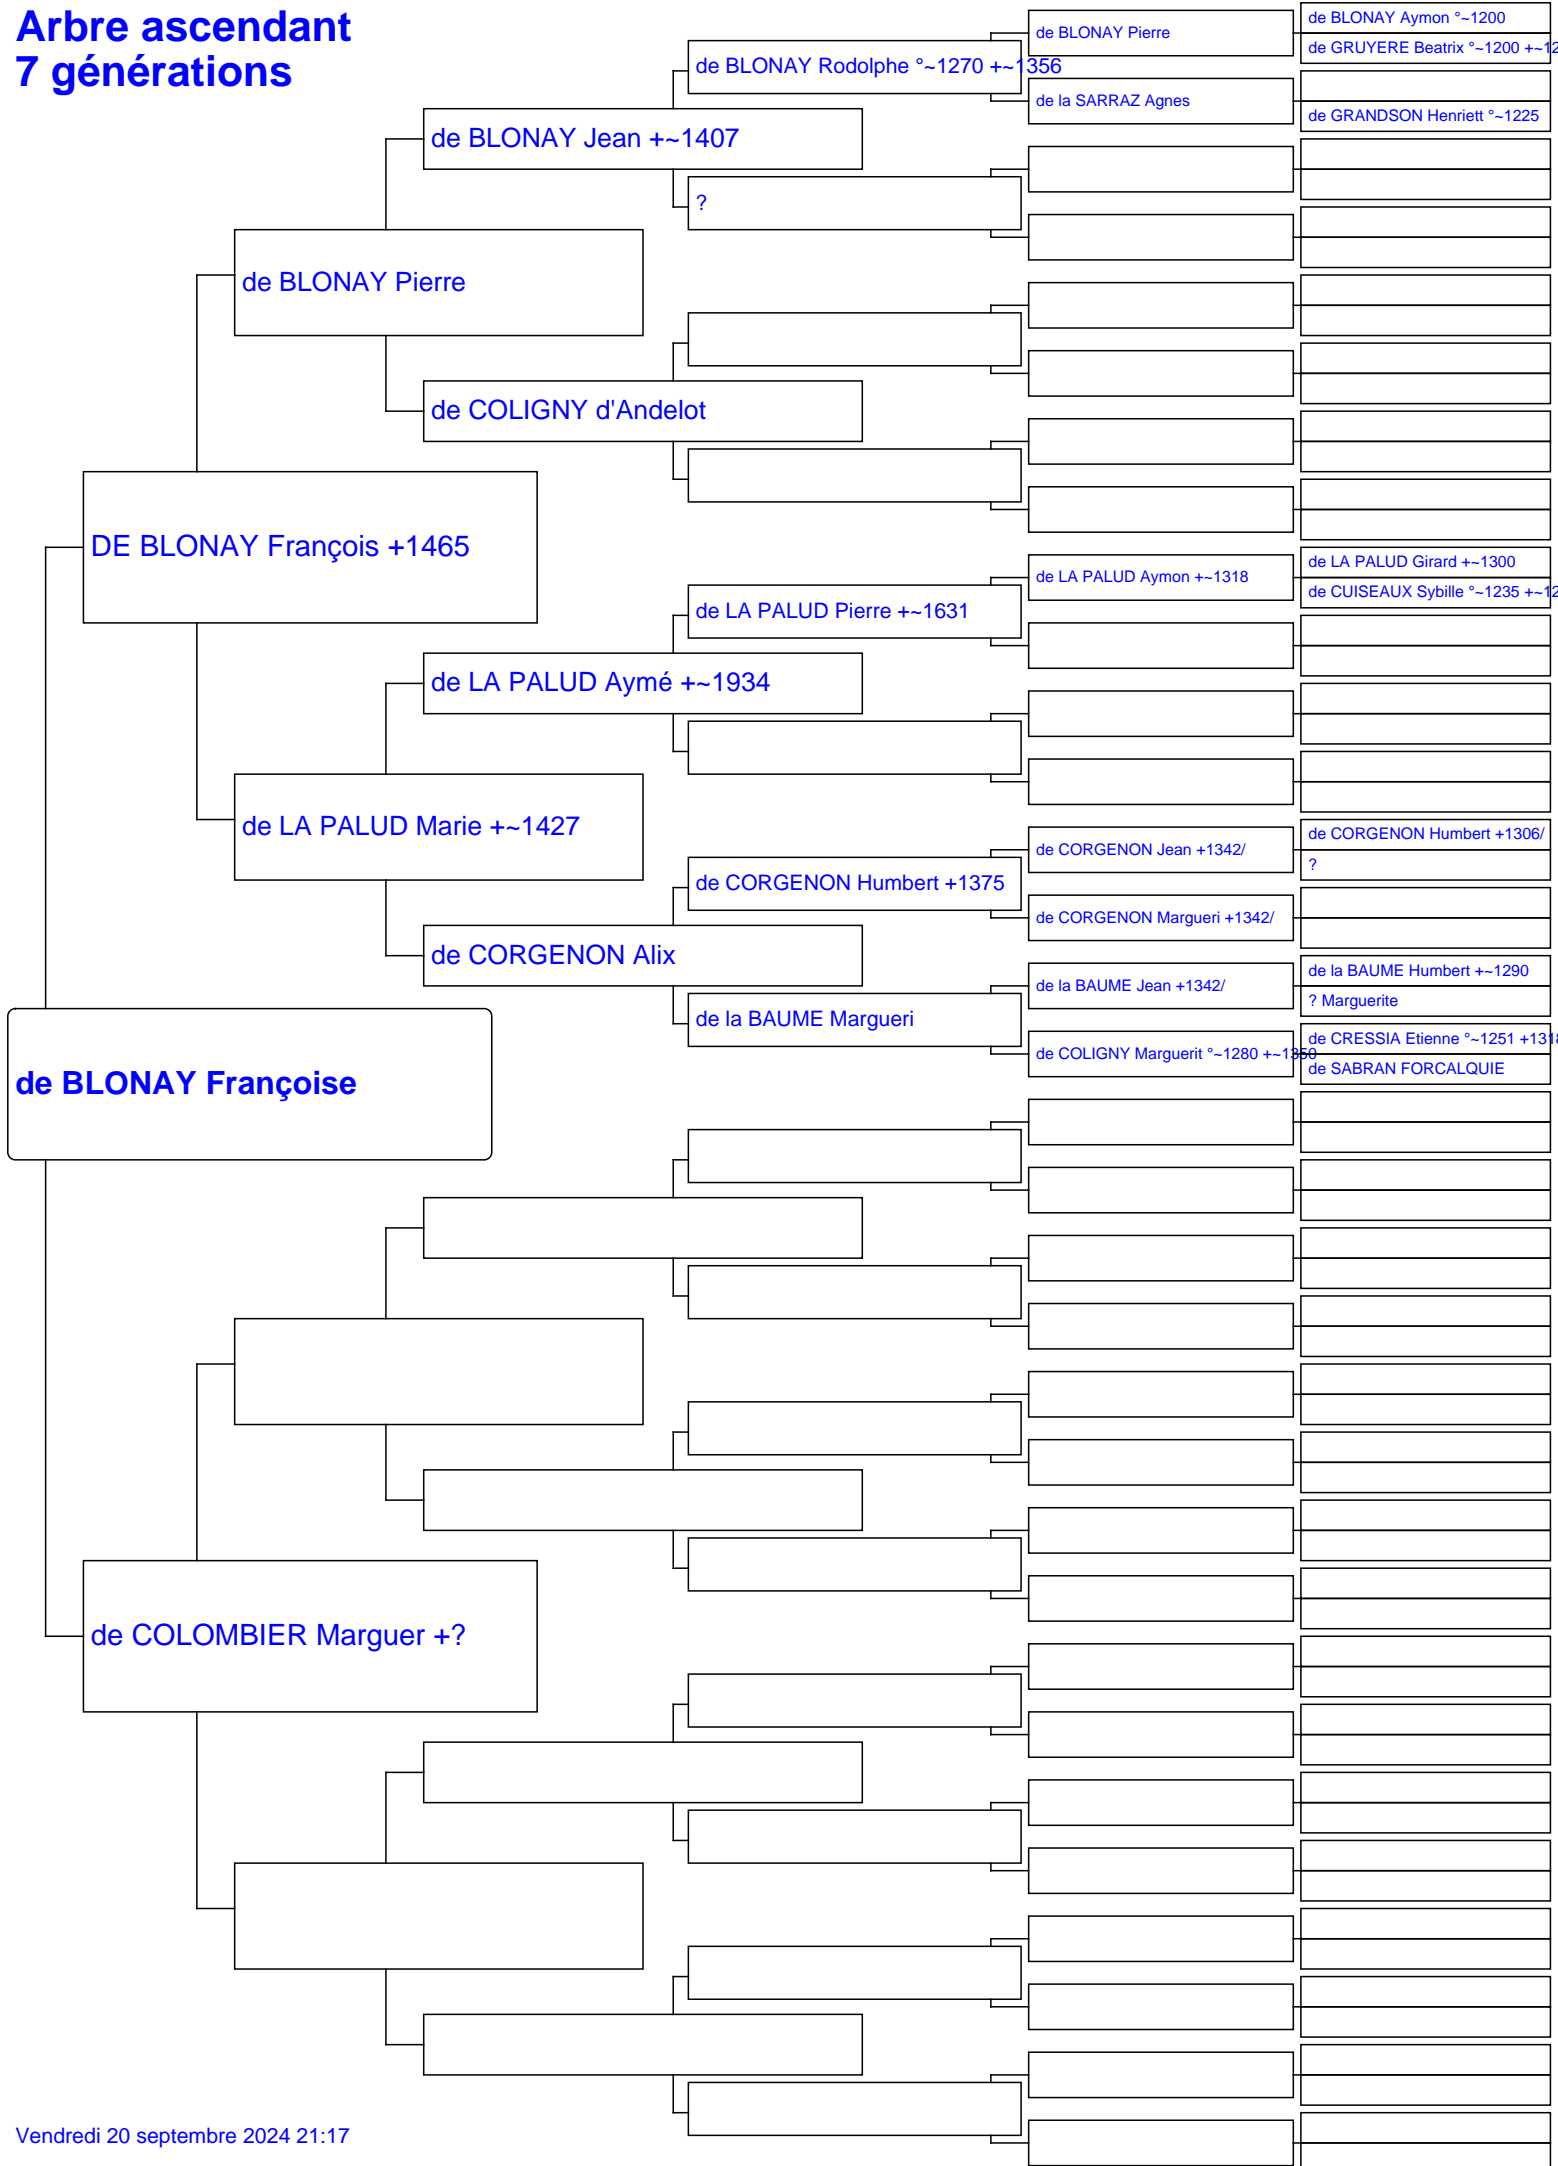 Arbre ascendant
7 générations
de BLONAY Aymon °~1200
de BLONAY Pierre
de GRUYERE Beatrix °~1200 +~12
de BLONAY Rodolphe °~1270 +~1356
de la SARRAZ Agnes
de GRANDSON Henriett °~1225
de BLONAY Jean +~1407
?
de BLONAY Pierre
de COLIGNY d'Andelot
DE BLONAY François +1465
de LA PALUD Girard +~1300
de LA PALUD Aymon +~1318
de CUISEAUX Sybille °~1235 +~12
de LA PALUD Pierre +~1631
de LA PALUD Aymé +~1934
de LA PALUD Marie +~1427
de CORGENON Humbert +1306/
de CORGENON Jean +1342/
?
de CORGENON Humbert +1375
de CORGENON Margueri +1342/
de CORGENON Alix
de la BAUME Humbert +~1290
de la BAUME Jean +1342/
? Marguerite
de la BAUME Margueri
de CRESSIA Etienne °~1251 +1318
de COLIGNY Marguerit °~1280 +~1350
de SABRAN FORCALQUIE
de BLONAY Françoise
de COLOMBIER Marguer +?
Vendredi 20 septembre 2024 21:17